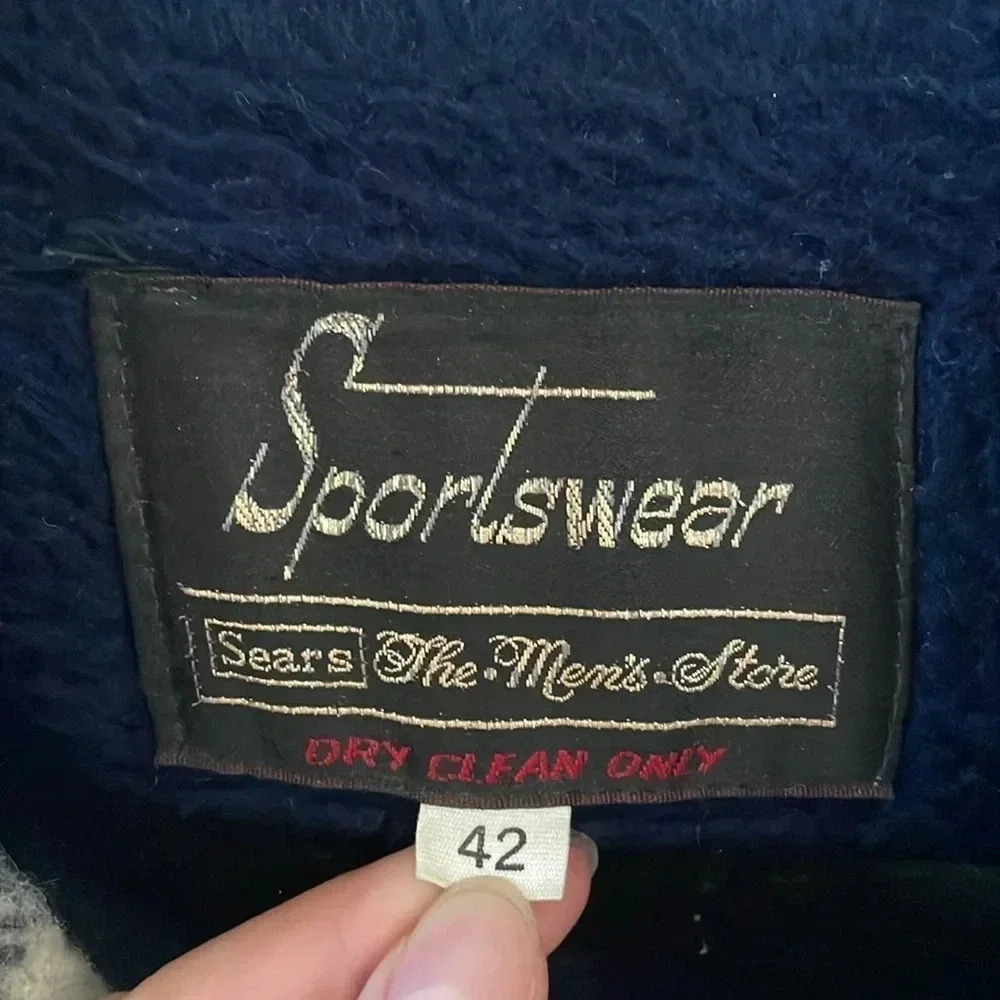 Sportswear
Sears The·Men's·Store
DRY CLEAN ONLY
42